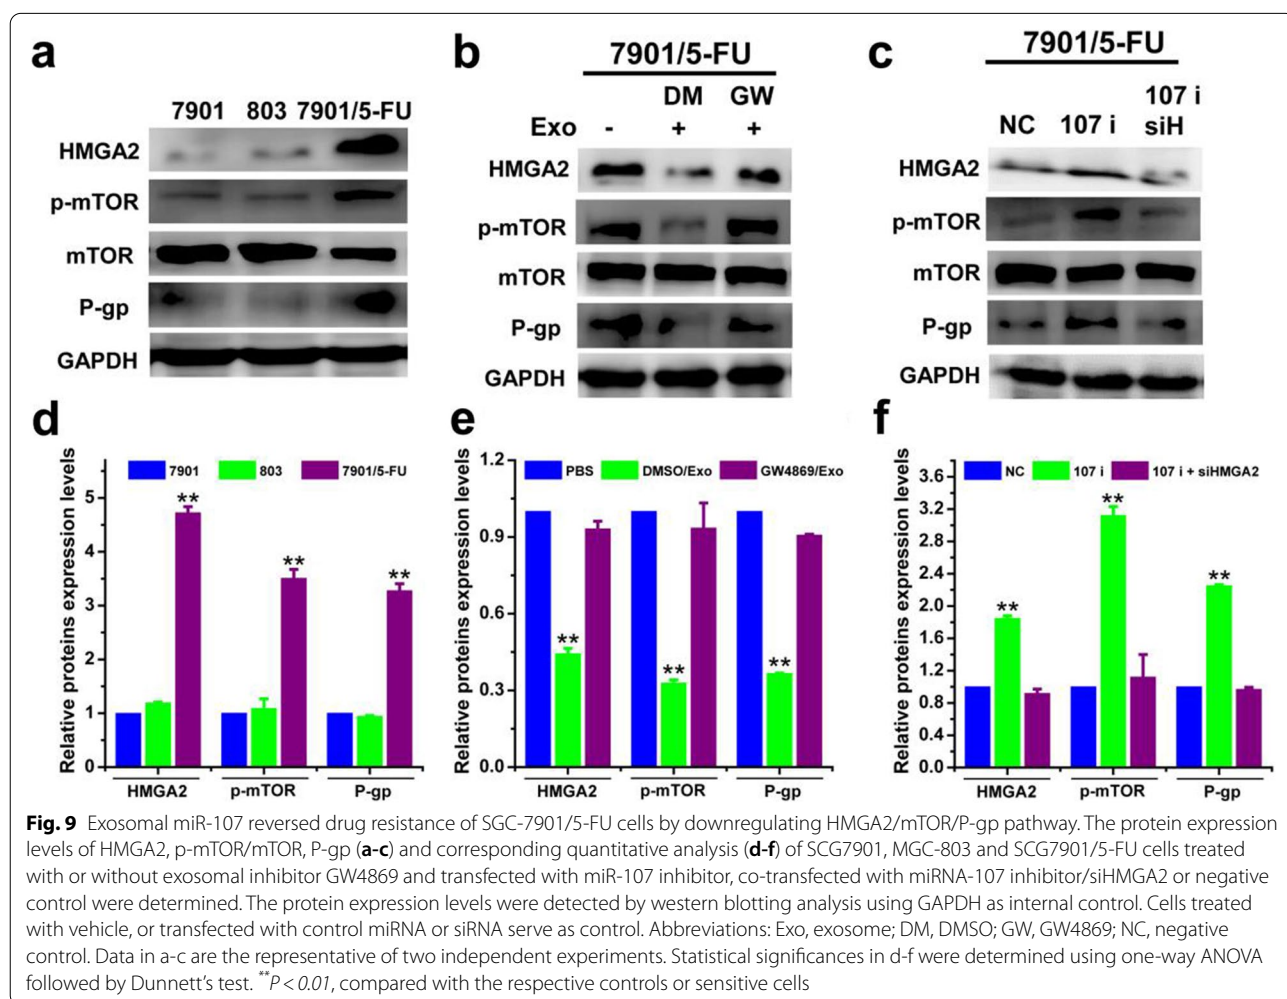 a
7901 803 7901/5-FU
HMGA2
p-mTOR
mTOR
P-gp
GAPDH
b
7901/5-FU
DM GW
Exo - + +
HMGA2
p-mTOR
mTOR
P-gp
GAPDH
c
7901/5-FU
107 i
NC 107 i siH
HMGA2
p-mTOR
mTOR
P-gp
GAPDH
d
Relative proteins expression levels
7901 803 7901/5-FU
5
4
3
2
1
0
** ** **
HMGA2 p-mTOR P-gp
e
Relative proteins expression levels
PBS DMSO/Exo GW4869/Exo
1.2
0.9
0.6
0.3
0.0
** ** **
HMGA2 p-mTOR P-gp
f
Relative proteins expression levels
NC 107 i 107 i + siHMGA2
3.6
3.2
2.8
2.4
2.0
1.6
1.2
0.8
0.4
0.0
** ** **
HMGA2 p-mTOR P-gp
Fig. 9 Exosomal miR-107 reversed drug resistance of SGC-7901/5-FU cells by downregulating HMGA2/mTOR/P-gp pathway. The protein expression
levels of HMGA2, p-mTOR/mTOR, P-gp (a-c) and corresponding quantitative analysis (d-f) of SCG7901, MGC-803 and SCG7901/5-FU cells treated
with or without exosomal inhibitor GW4869 and transfected with miR-107 inhibitor, co-transfected with miRNA-107 inhibitor/siHMGA2 or negative
control were determined. The protein expression levels were detected by western blotting analysis using GAPDH as internal control. Cells treated
with vehicle, or transfected with control miRNA or siRNA serve as control. Abbreviations: Exo, exosome; DM, DMSO; GW, GW4869; NC, negative
control. Data in a-c are the representative of two independent experiments. Statistical significances in d-f were determined using one-way ANOVA
followed by Dunnett's test. **P < 0.01, compared with the respective controls or sensitive cells